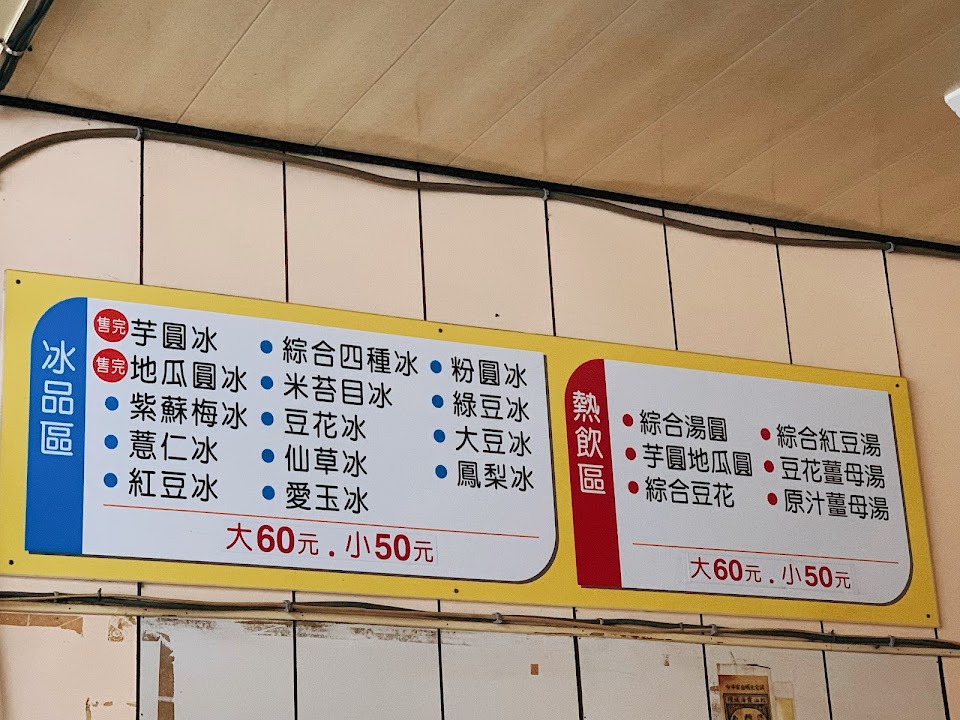 冰品區
售完 芋圓冰
售完 地瓜圓冰
紫蘇梅冰
薏仁冰
紅豆冰
綜合四種冰
米苔目冰
豆花冰
仙草冰
愛玉冰
粉圓冰
綠豆冰
大豆冰
鳳梨冰
大60元.小50元
熱飲區
綜合湯圓
芋圓地瓜圓
綜合豆花
綜合紅豆湯
豆花薑母湯
原汁薑母湯
大60元.小50元